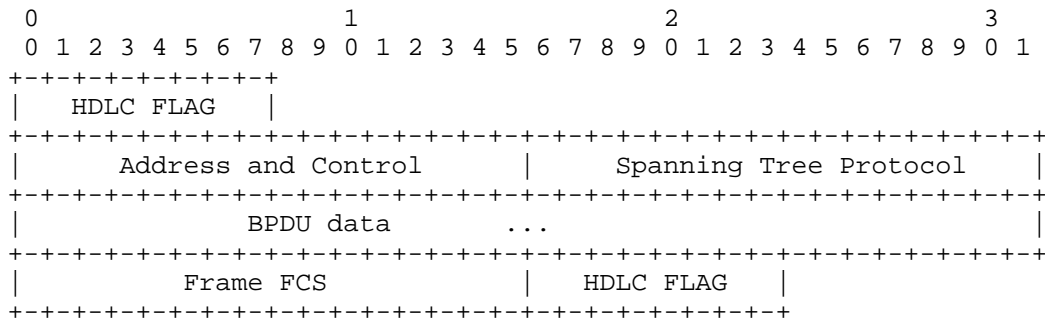 0                   1                   2                   3
 0 1 2 3 4 5 6 7 8 9 0 1 2 3 4 5 6 7 8 9 0 1 2 3 4 5 6 7 8 9 0 1
+-+-+-+-+-+-+-+-+
|   HDLC FLAG   |
+-+-+-+-+-+-+-+-+-+-+-+-+-+-+-+-+-+-+-+-+-+-+-+-+-+-+-+-+-+-+-+-+
|      Address and Control      |     Spanning Tree Protocol    |
+-+-+-+-+-+-+-+-+-+-+-+-+-+-+-+-+-+-+-+-+-+-+-+-+-+-+-+-+-+-+-+-+
|              BPDU data       ...                              |
+-+-+-+-+-+-+-+-+-+-+-+-+-+-+-+-+-+-+-+-+-+-+-+-+-+-+-+-+-+-+-+-+
|          Frame FCS            |   HDLC FLAG   |
+-+-+-+-+-+-+-+-+-+-+-+-+-+-+-+-+-+-+-+-+-+-+-+-+